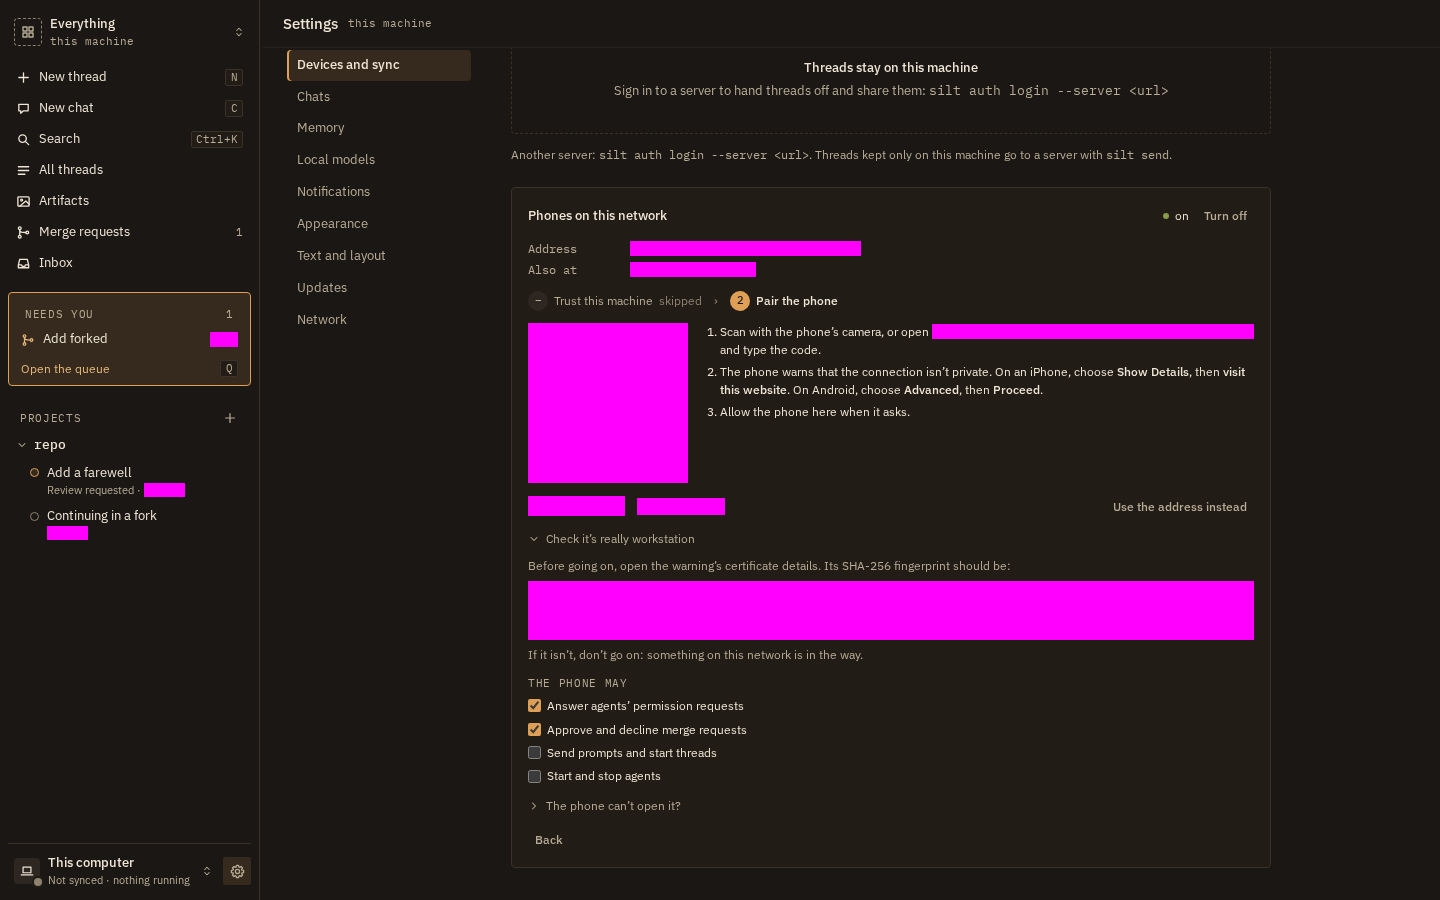 Everything
this machine
New thread N
New chat C
Search Ctrl+K
All threads
Artifacts
Merge requests 1
Inbox
NEEDS YOU 1
Add forked
Open the queue Q
PROJECTS
repo
Add a farewell
Review requested ·
Continuing in a fork
This computer
Not synced · nothing running
Settings this machine
Devices and sync
Chats
Memory
Local models
Notifications
Appearance
Text and layout
Updates
Network
Threads stay on this machine
Sign in to a server to hand threads off and share them: silt auth login --server <url>
Another server: silt auth login --server <url>. Threads kept only on this machine go to a server with silt send.
Phones on this network on Turn off
Address
Also at
Trust this machine skipped › 2 Pair the phone
1. Scan with the phone’s camera, or open
and type the code.
2. The phone warns that the connection isn’t private. On an iPhone, choose Show Details, then visit
this website. On Android, choose Advanced, then Proceed.
3. Allow the phone here when it asks.
Use the address instead
Check it’s really workstation
Before going on, open the warning’s certificate details. Its SHA-256 fingerprint should be:
If it isn’t, don’t go on: something on this network is in the way.
THE PHONE MAY
Answer agents’ permission requests
Approve and decline merge requests
Send prompts and start threads
Start and stop agents
The phone can’t open it?
Back